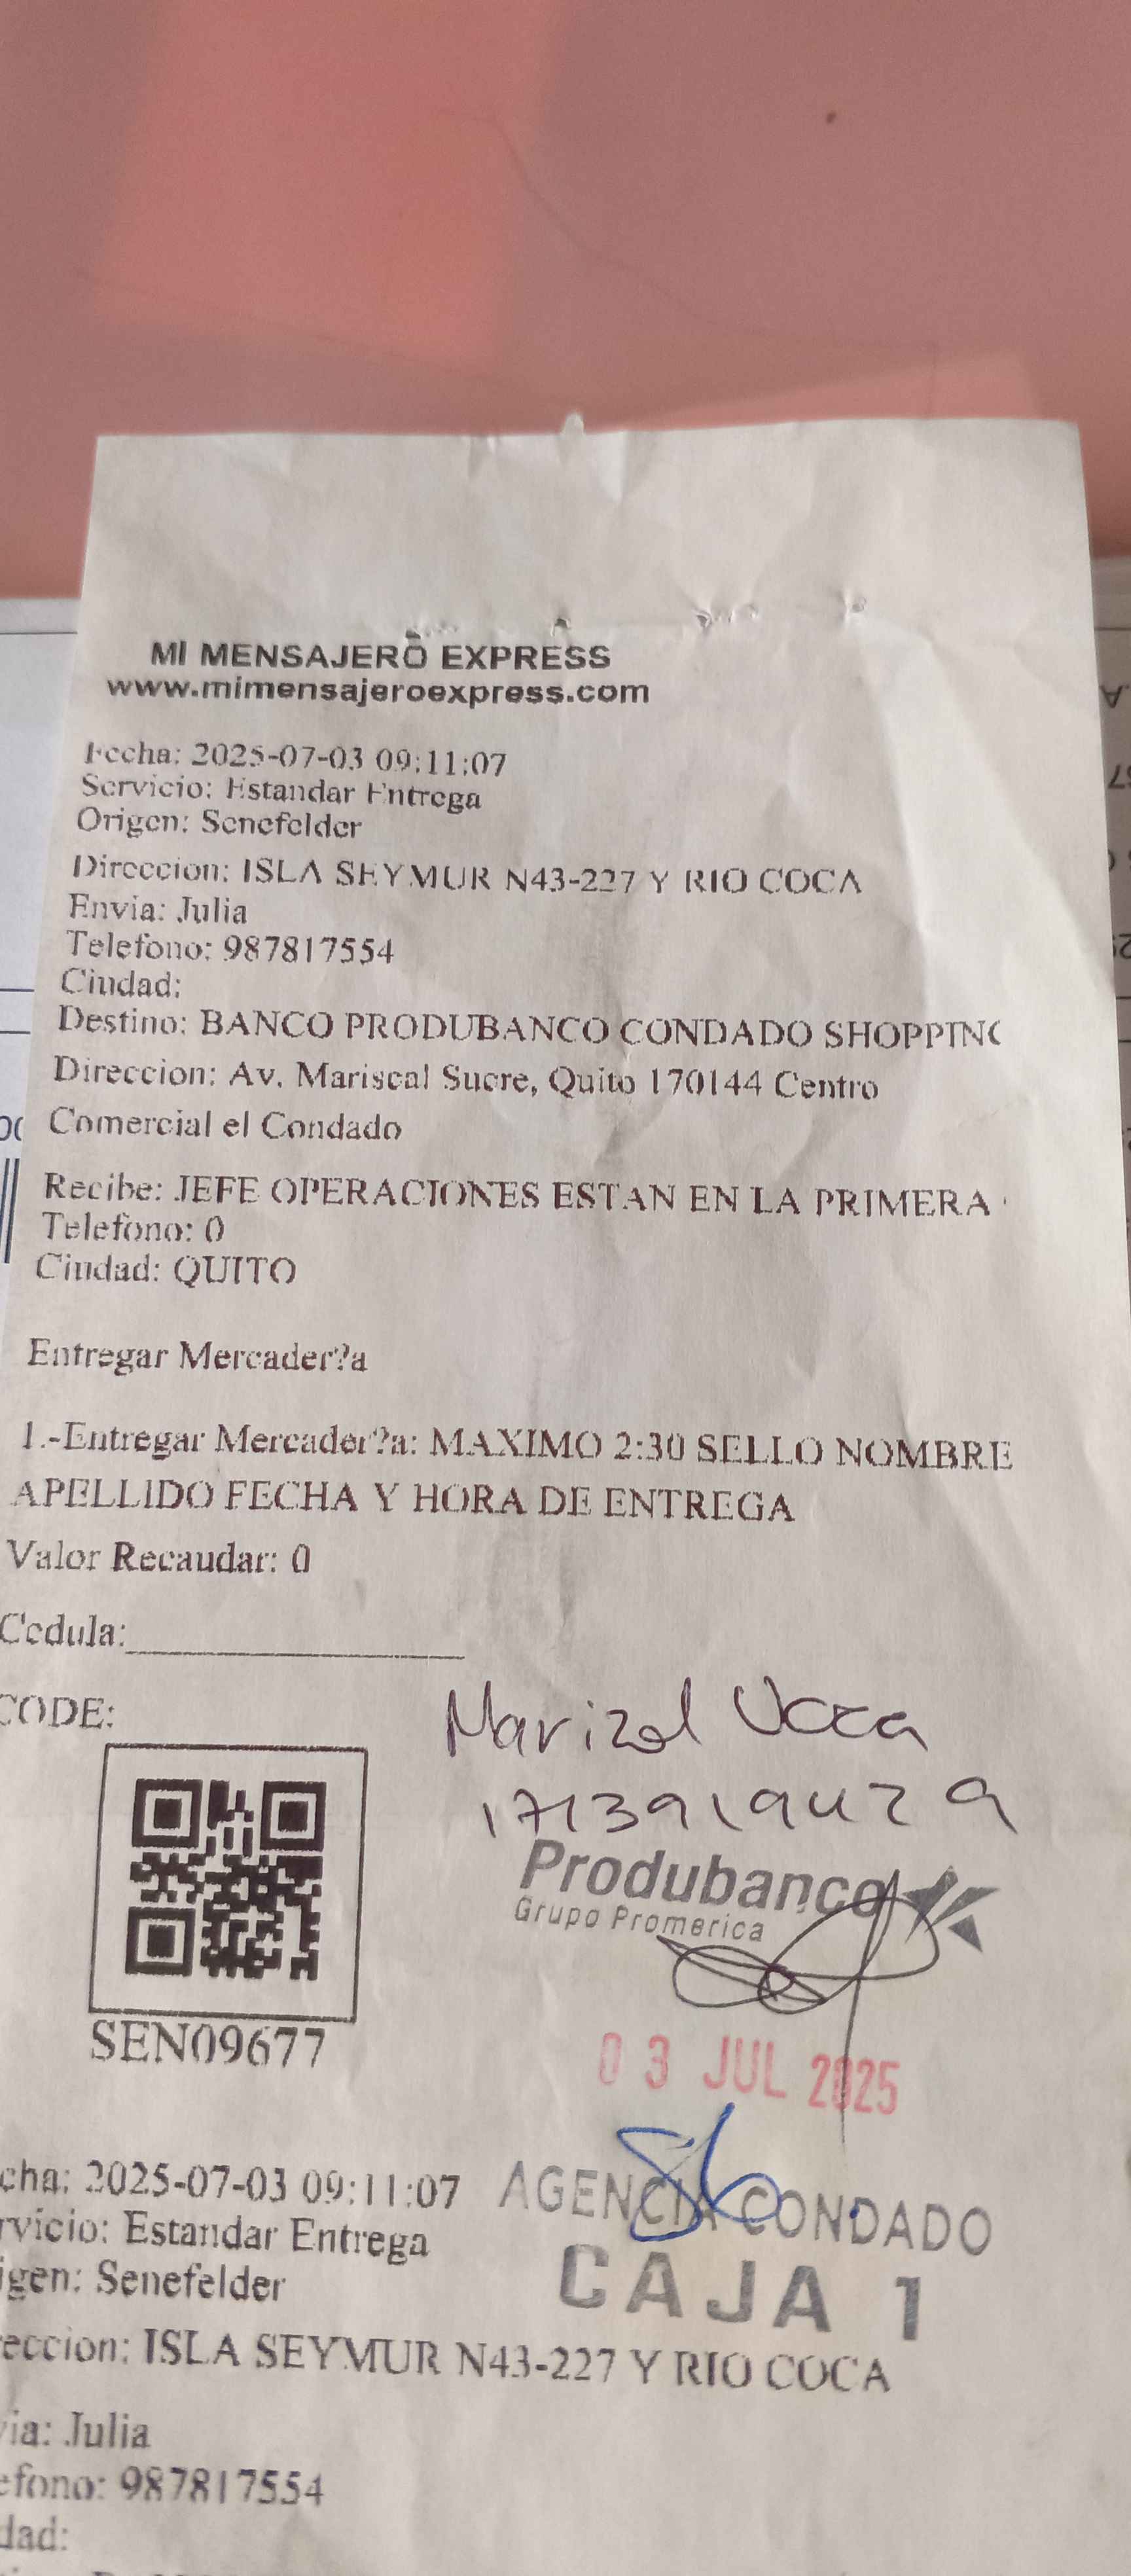 MI MENSAJERO EXPRESS
www.mimensajeroexpress.com
Fecha: 2025-07-03 09:11:07
Servicio: Estandar Entrega
Origen: Senefelder
Direccion: ISLA SEYMUR N43-227 Y RIO COCA
Envia: Julia
Telefono: 987817554
Ciudad:
Destino: BANCO PRODUBANCO CONDADO SHOPPING
Direccion: Av. Mariscal Sucre, Quito 170144 Centro
Comercial el Condado
Recibe: JEFE OPERACIONES ESTAN EN LA PRIMERA
Telefono: 0
Ciudad: QUITO
Entregar Mercader?a
1.-Entregar Mercader?a: MAXIMO 2:30 SELLO NOMBRE
APELLIDO FECHA Y HORA DE ENTREGA
Valor Recaudar: 0
Cedula:
CODE:
Marizol
Produbanco
Grupo Promerica
SEN09677
03 JUL 2025
AGENCIA CONDADO
CAJA 1
cha: 2025-07-03 09:11:07
rvicio: Estandar Entrega
igen: Senefelder
eccion: ISLA SEYMUR N43-227 Y RIO COCA
via: Julia
efono: 987817554
dad: